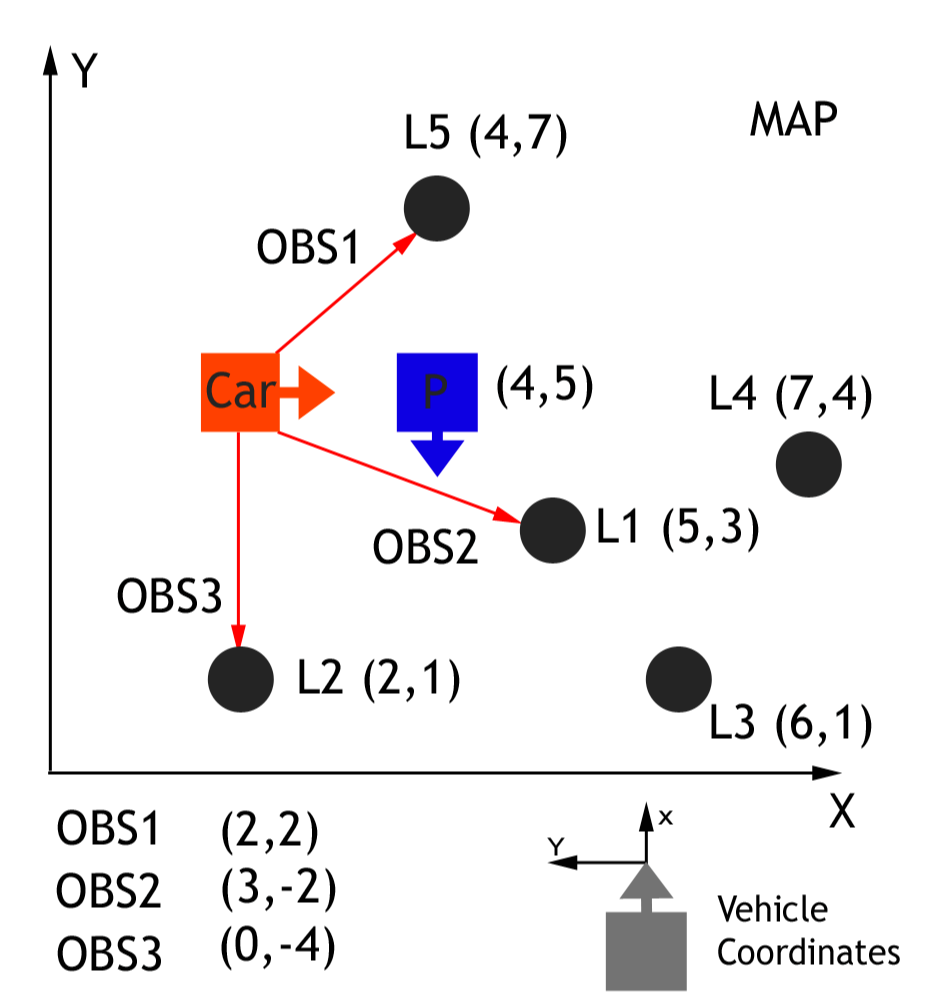 Y
MAP
L5 (4,7)
OBS1
Car
P
(4,5)
L4 (7,4)
OBS2
L1 (5,3)
OBS3
L2 (2,1)
L3 (6,1)
X
OBS1 (2,2)
OBS2 (3,-2)
OBS3 (0,-4)
x
Y
Vehicle
Coordinates